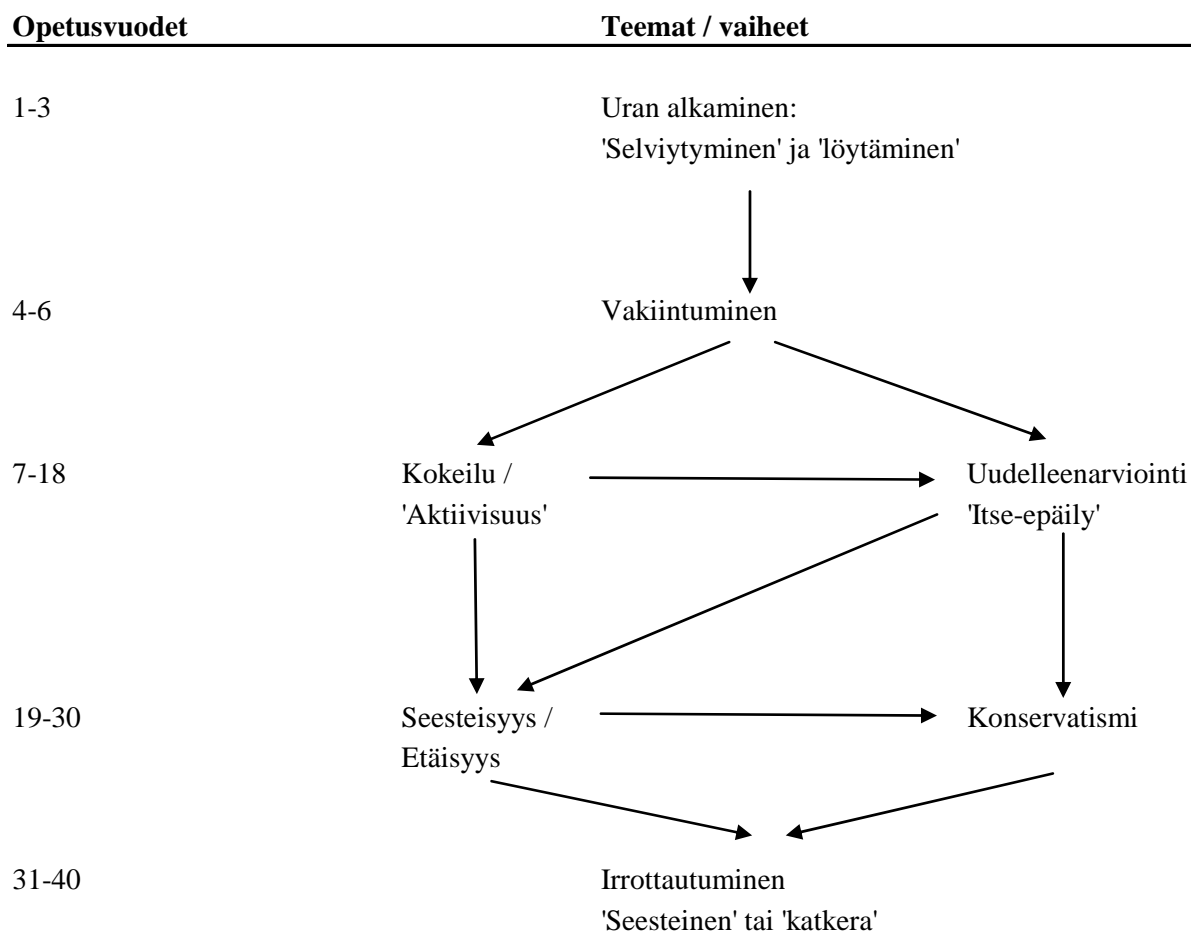 Opetusvuodet Teemat / vaiheet
1-3 Uran alkaminen:
'Selviytyminen' ja 'löytäminen'
4-6 Vakiintuminen
7-18 Kokeilu / Uudelleenarviointi
'Aktiivisuus' 'Itse-epäily'
19-30 Seesteisyys / Konservatismi
Etäisyys
31-40 Irrottautuminen
'Seesteinen' tai 'katkera'